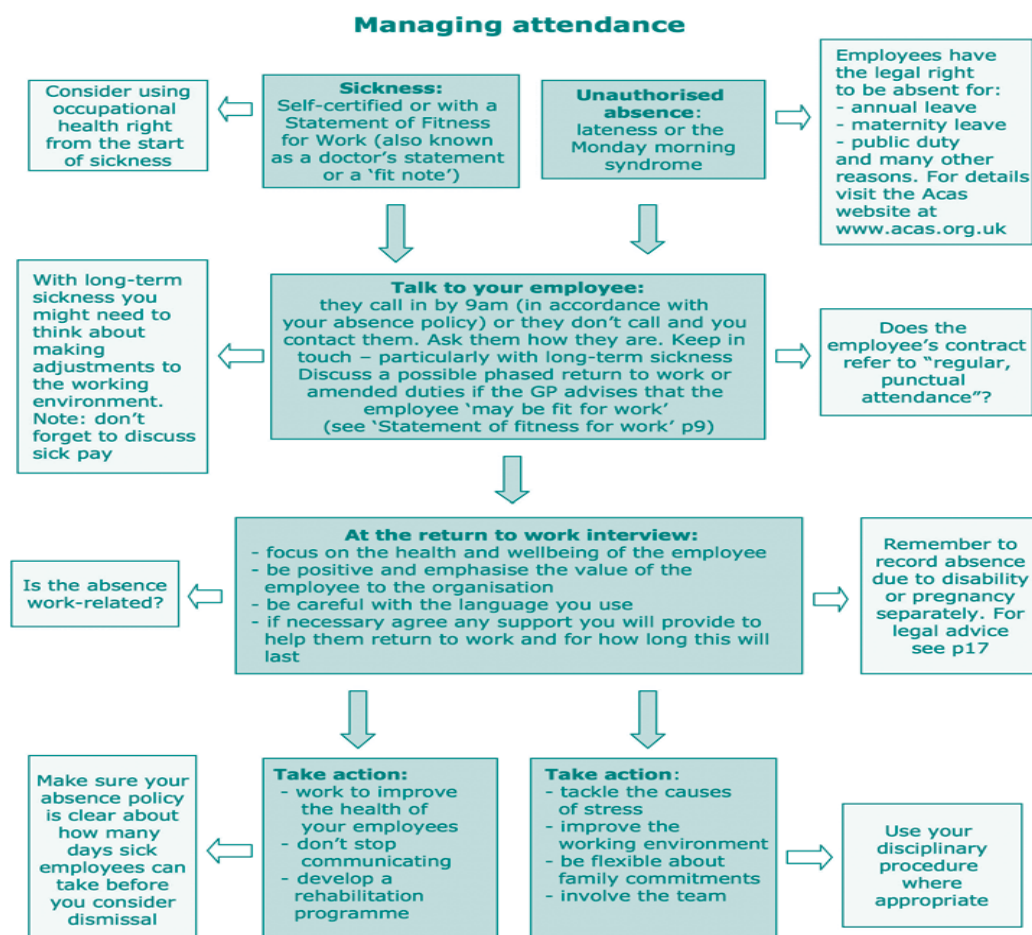 Managing attendance
Consider using
occupational
health right
from the start
of sickness
Sickness:
Self-certified or with a
Statement of Fitness
for Work (also known
as a doctor's statement
or a 'fit note')
Unauthorised
absence:
lateness or the
Monday morning
syndrome
Employees have
the legal right
to be absent for:
- annual leave
- maternity leave
- public duty
and many other
reasons. For details
visit the Acas
website at
www.acas.org.uk
With long-term
sickness you
might need to
think about
making
adjustments to
the working
environment.
Note: don't
forget to discuss
sick pay
Talk to your employee:
they call in by 9am (in accordance with
your absence policy) or they don't call and you
contact them. Ask them how they are. Keep in
touch – particularly with long-term sickness
Discuss a possible phased return to work or
amended duties if the GP advises that the
employee 'may be fit for work'
(see 'Statement of fitness for work' p9)
Does the
employee's contract
refer to "regular,
punctual
attendance"?
Is the absence
work-related?
At the return to work interview:
- focus on the health and wellbeing of the employee
- be positive and emphasise the value of the
employee to the organisation
- be careful with the language you use
- if necessary agree any support you will provide to
help them return to work and for how long this will
last
Remember to
record absence
due to disability
or pregnancy
separately. For
legal advice
see p17
Make sure your
absence policy
is clear about
how many
days sick
employees can
take before
you consider
dismissal
Take action:
- work to improve
the health of
your employees
- don't stop
communicating
- develop a
rehabilitation
programme
Take action:
- tackle the causes
of stress
- improve the
working environment
- be flexible about
family commitments
- involve the team
Use your
disciplinary
procedure
where
appropriate